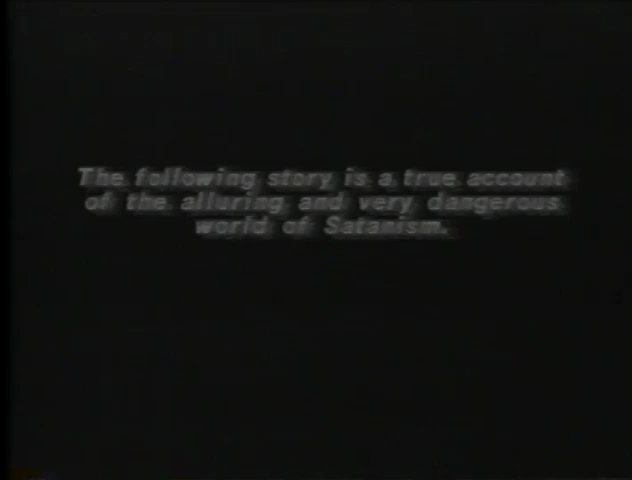 The following story is a true account
of the alluring and very dangerous
world of Satanism.